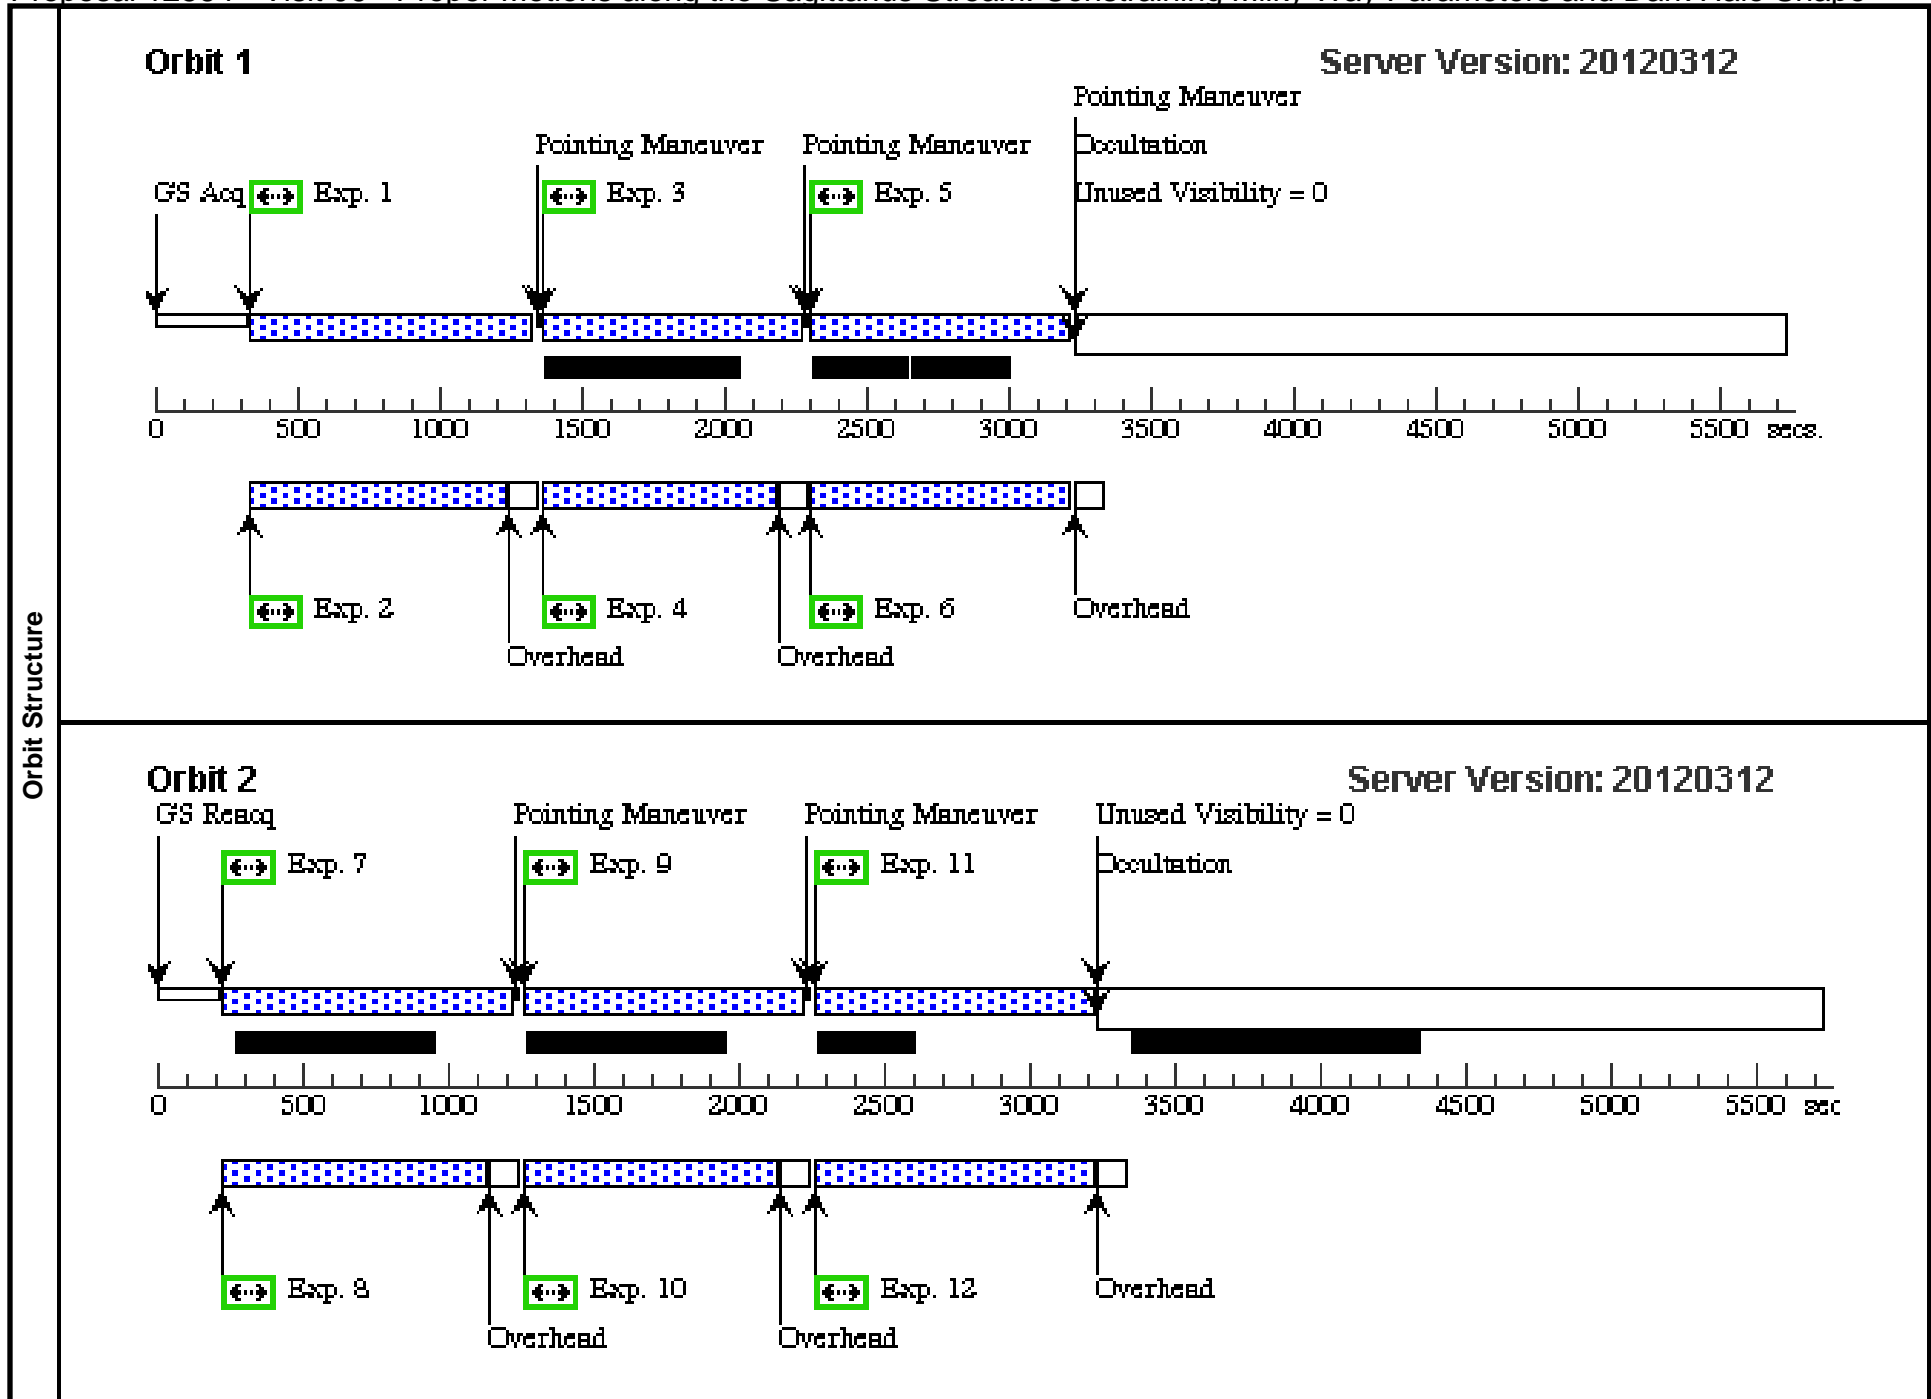 Orbit Structure
Orbit 1
Server Version: 20120312
Pointing Maneuver
Pointing Maneuver
Pointing Maneuver
Occultation
GS Acq
Exp. 1
Exp. 3
Exp. 5
Unused Visibility = 0
0 500 1000 1500 2000 2500 3000 3500 4000 4500 5000 5500 secs.
Exp. 2
Exp. 4
Exp. 6
Overhead
Overhead
Overhead
Orbit 2
Server Version: 20120312
GS Reacq
Pointing Maneuver
Pointing Maneuver
Unused Visibility = 0
Exp. 7
Exp. 9
Exp. 11
Occultation
0 500 1000 1500 2000 2500 3000 3500 4000 4500 5000 5500 sec
Exp. 8
Exp. 10
Exp. 12
Overhead
Overhead
Overhead